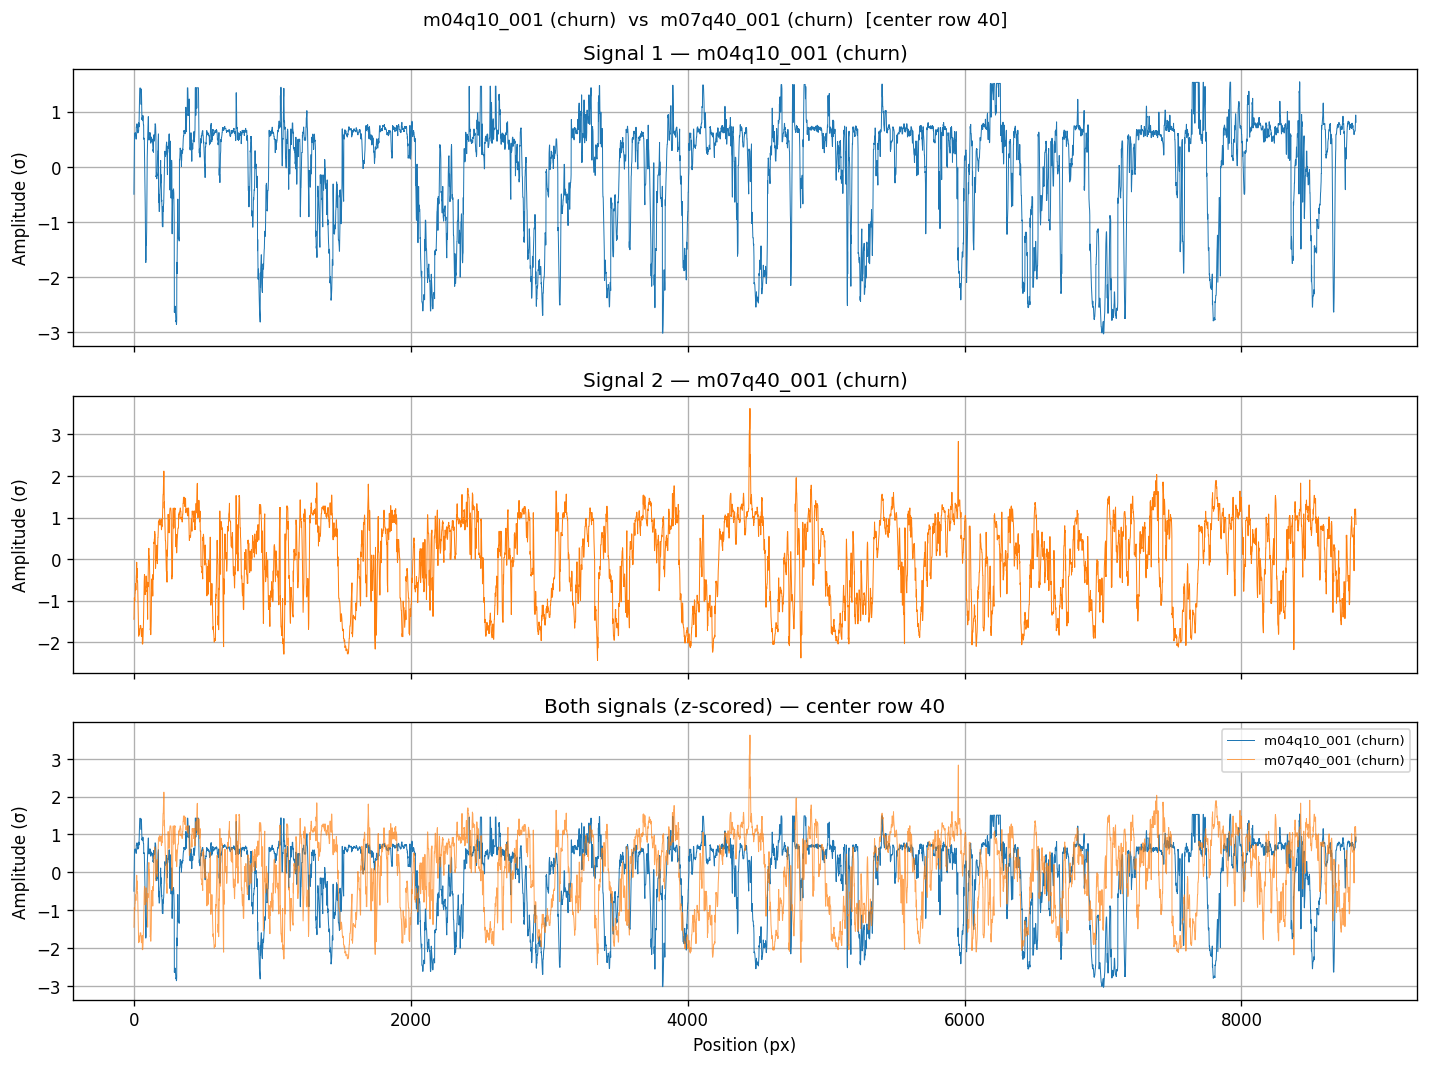 m04q10_001 (churn)  vs  m07q40_001 (churn)  [center row 40]
Signal 1 — m04q10_001 (churn)
Amplitude (σ)
1
0
−1
−2
−3
Signal 2 — m07q40_001 (churn)
Amplitude (σ)
3
2
1
0
−1
−2
Both signals (z-scored) — center row 40
m04q10_001 (churn)
m07q40_001 (churn)
Amplitude (σ)
3
2
1
0
−1
−2
−3
0 2000 4000 6000 8000
Position (px)